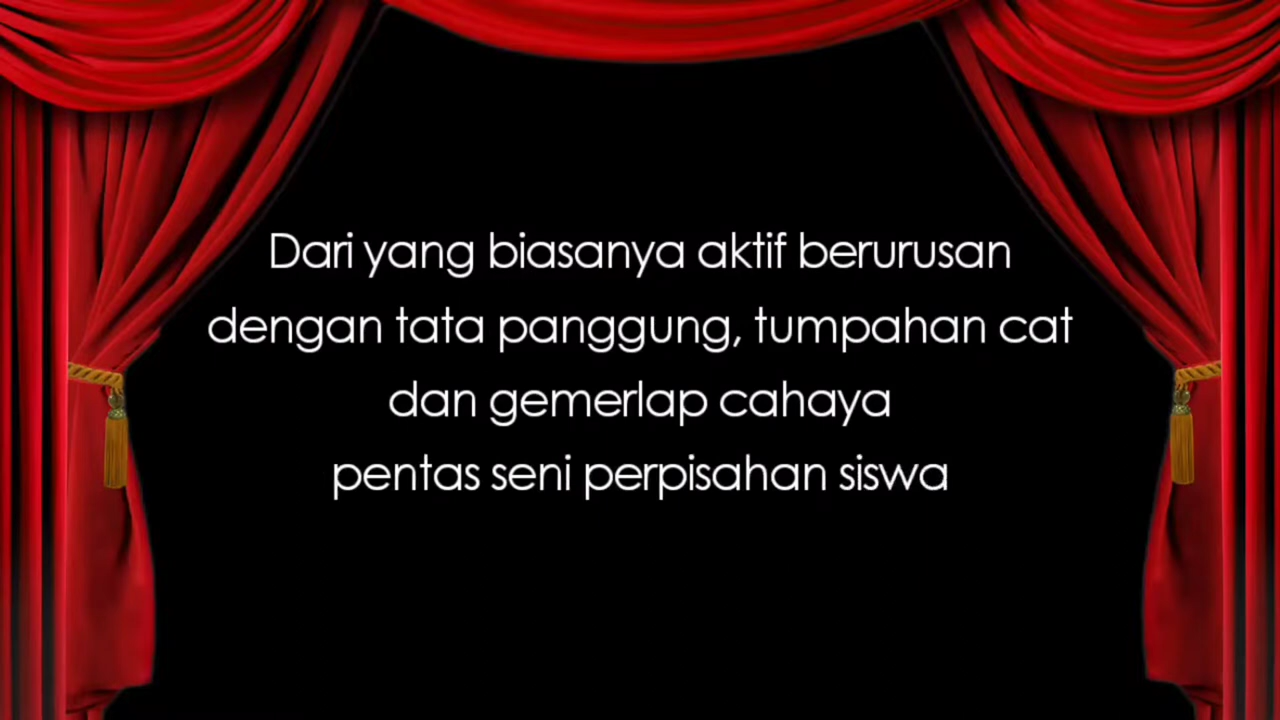 Dari yang biasanya aktif berurusan
dengan tata panggung, tumpahan cat
dan gemerlap cahaya
pentas seni perpisahan siswa